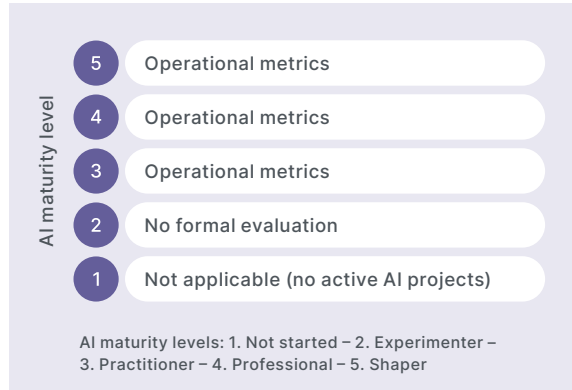 AI maturity level
5 Operational metrics
4 Operational metrics
3 Operational metrics
2 No formal evaluation
1 Not applicable (no active AI projects)
AI maturity levels: 1. Not started – 2. Experimenter –
3. Practitioner – 4. Professional – 5. Shaper